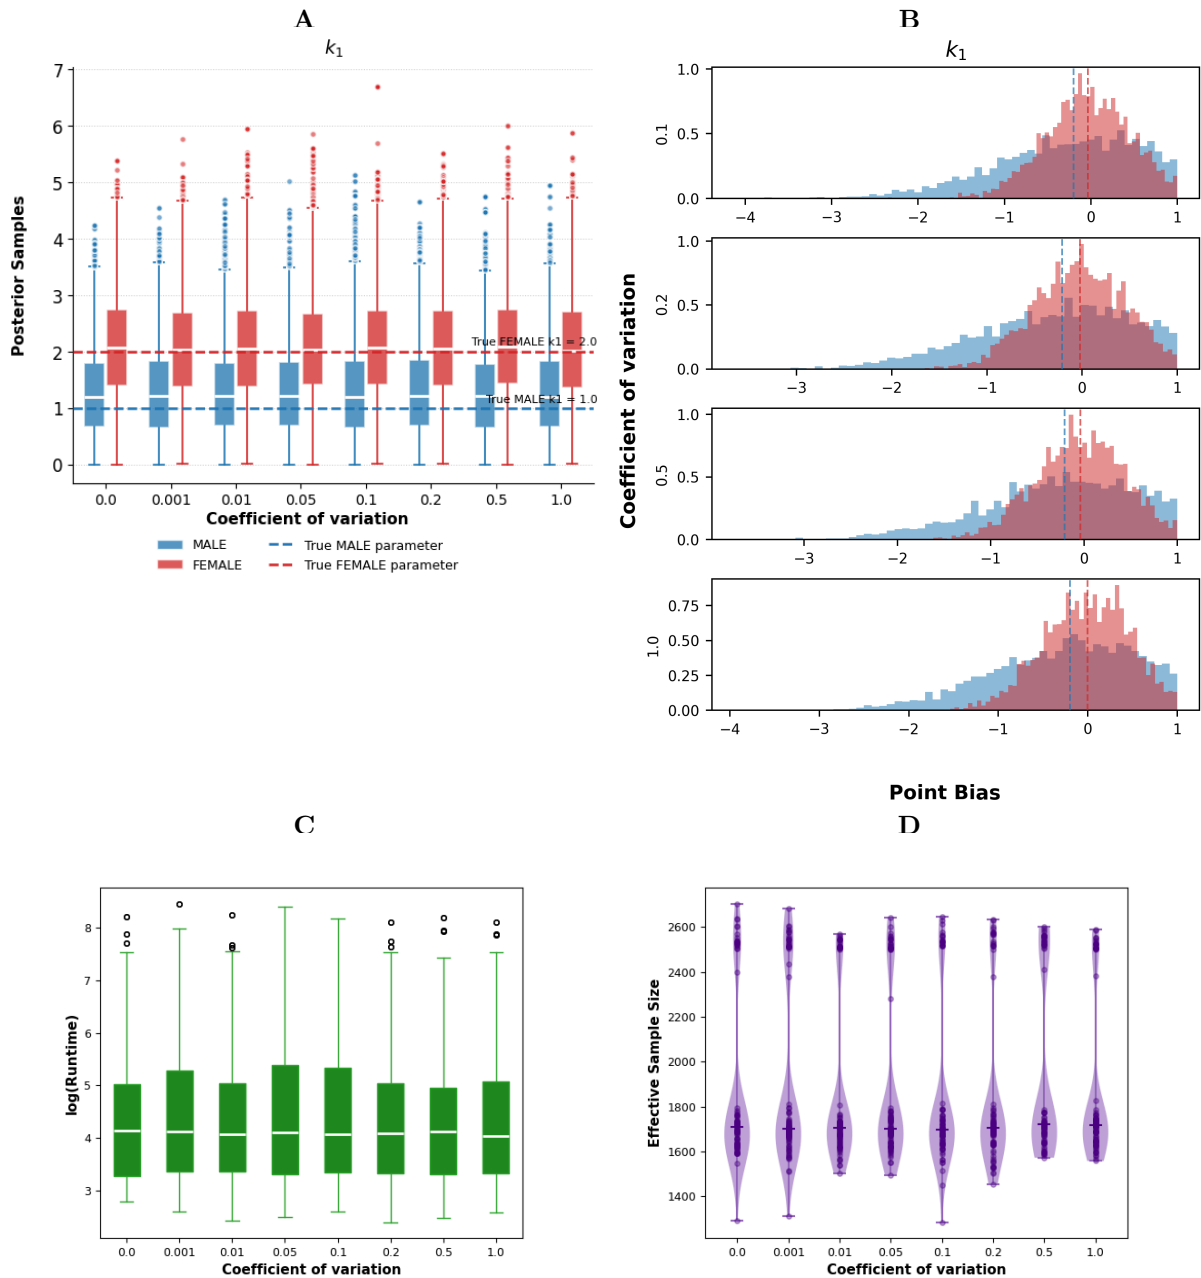 A
k1
7
6
5
4
3
2
1
0
Posterior Samples
True FEMALE k1 = 2.0
True MALE k1 = 1.0
0.0 0.001 0.01 0.05 0.1 0.2 0.5 1.0
Coefficient of variation
MALE
FEMALE
True MALE parameter
True FEMALE parameter
B
k1
Coefficient of variation
0.1
1.0
0.5
0.0
−4 −3 −2 −1 0 1
0.2
1.0
0.5
0.0
−3 −2 −1 0 1
0.5
1.0
0.5
0.0
−3 −2 −1 0 1
1.0
0.75
0.50
0.25
0.00
−4 −3 −2 −1 0 1
Point Bias
C
log(Runtime)
8
7
6
5
4
3
0.0 0.001 0.01 0.05 0.1 0.2 0.5 1.0
Coefficient of variation
D
Effective Sample Size
2600
2400
2200
2000
1800
1600
1400
0.0 0.001 0.01 0.05 0.1 0.2 0.5 1.0
Coefficient of variation